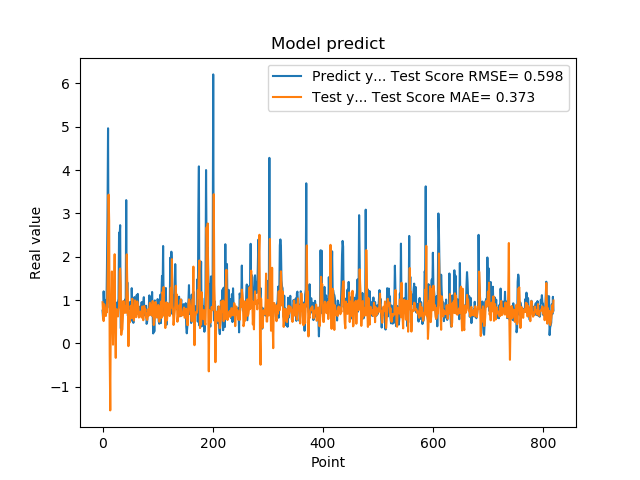 Model predict
Predict y... Test Score RMSE= 0.598
Test y... Test Score MAE= 0.373
Real value
6
5
4
3
2
1
0
−1
0 200 400 600 800
Point